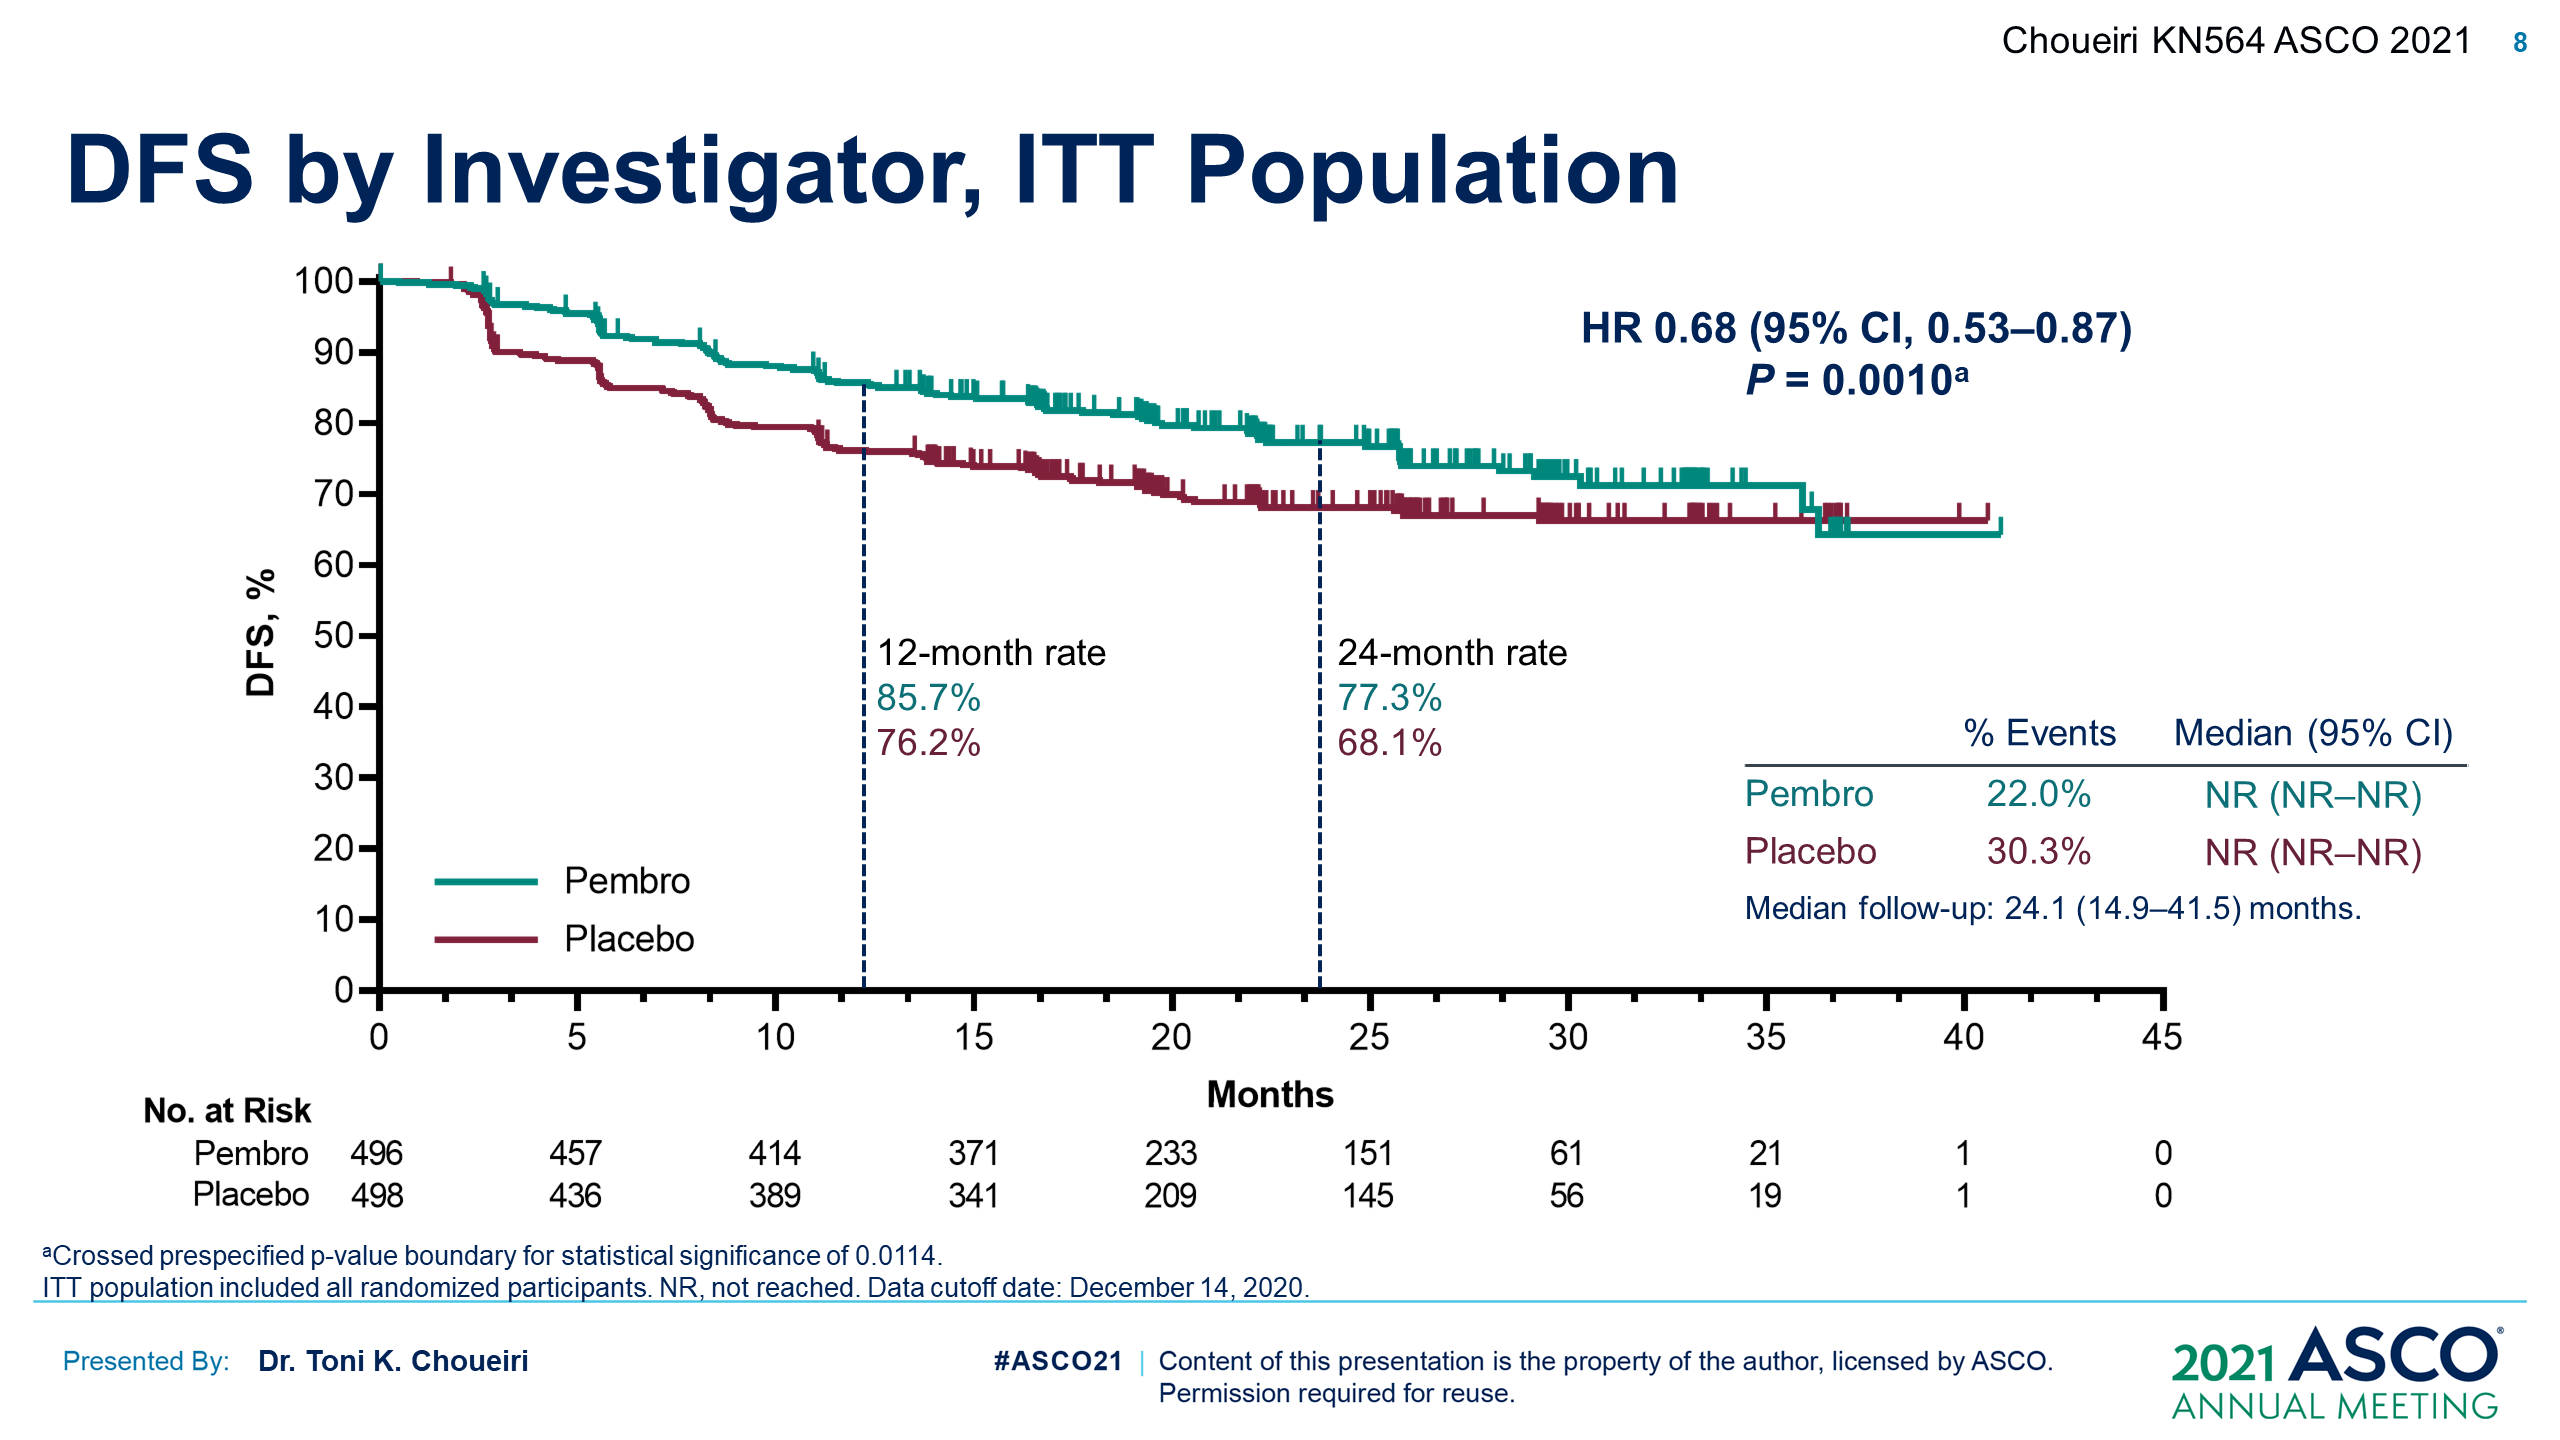 Choueiri KN564 ASCO 2021 8
DFS by Investigator, ITT Population
100
90
80
70
60
50
40
30
20
10
0
DFS, %
HR 0.68 (95% CI, 0.53–0.87)
P = 0.0010ᵃ
12-month rate
85.7%
76.2%
24-month rate
77.3%
68.1%
% Events Median (95% CI)
Pembro 22.0% NR (NR–NR)
Placebo 30.3% NR (NR–NR)
Median follow-up: 24.1 (14.9–41.5) months.
Pembro
Placebo
0 5 10 15 20 25 30 35 40 45
Months
No. at Risk
Pembro 496 457 414 371 233 151 61 21 1 0
Placebo 498 436 389 341 209 145 56 19 1 0
ᵃCrossed prespecified p-value boundary for statistical significance of 0.0114.
ITT population included all randomized participants. NR, not reached. Data cutoff date: December 14, 2020.
Presented By: Dr. Toni K. Choueiri
#ASCO21 | Content of this presentation is the property of the author, licensed by ASCO.
Permission required for reuse.
2021 ASCO®
ANNUAL MEETING